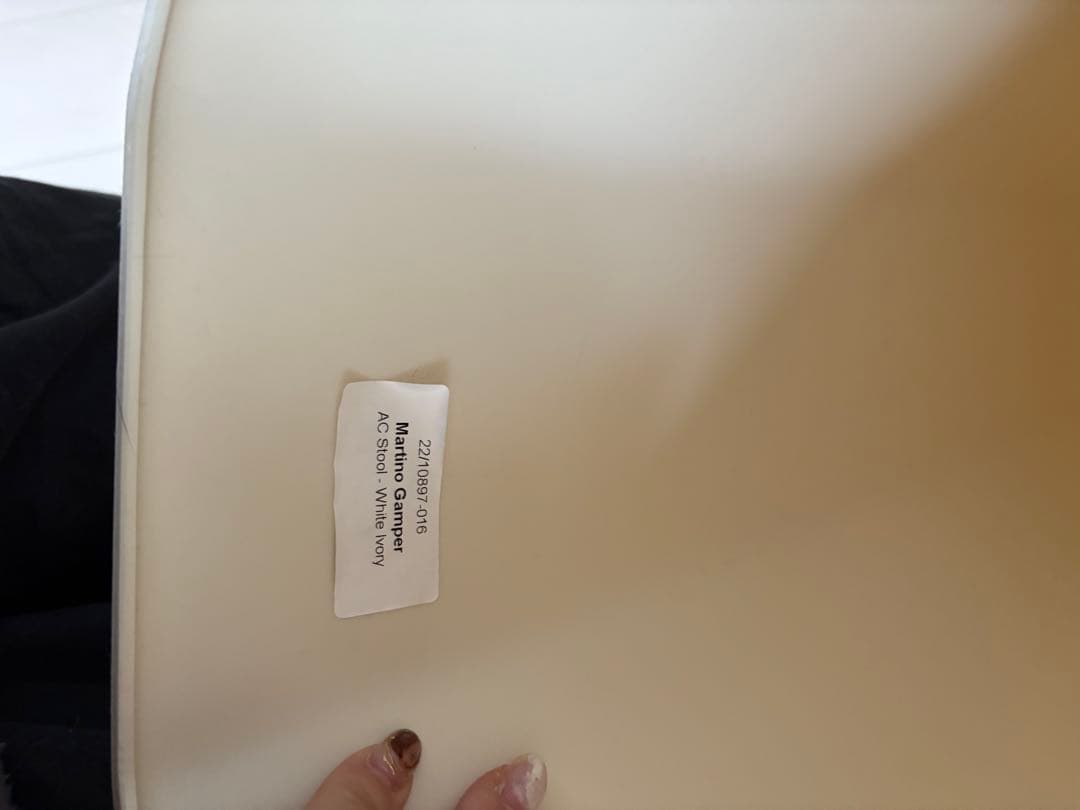 22/10897-016
Martino Gamper
AC Stool - White Ivory